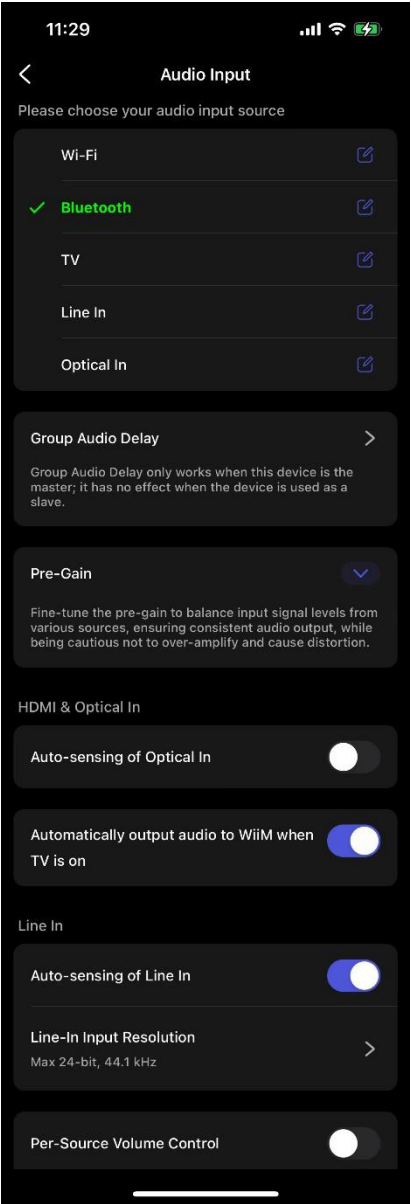 11:29
Audio Input
Please choose your audio input source
Wi-Fi
Bluetooth
TV
Line In
Optical In
Group Audio Delay
Group Audio Delay only works when this device is the
master; it has no effect when the device is used as a
slave.
Pre-Gain
Fine-tune the pre-gain to balance input signal levels from
various sources, ensuring consistent audio output, while
being cautious not to over-amplify and cause distortion.
HDMI & Optical In
Auto-sensing of Optical In
Automatically output audio to WiiM when
TV is on
Line In
Auto-sensing of Line In
Line-In Input Resolution
Max 24-bit, 44.1 kHz
Per-Source Volume Control